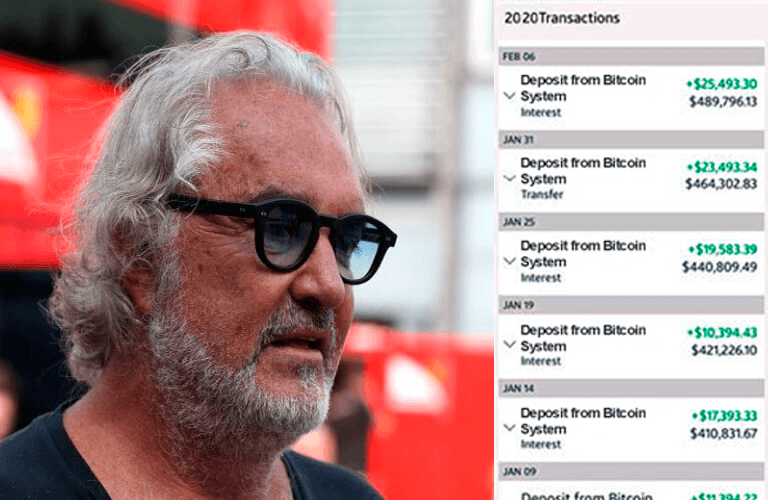 2020Transactions
FEB 06
Deposit from Bitcoin +$25,493.30
System $489,796.13
Interest
JAN 31
Deposit from Bitcoin +$23,493.34
System $464,302.83
Transfer
JAN 25
Deposit from Bitcoin +$19,583.39
System $440,809.49
Interest
JAN 19
Deposit from Bitcoin +$10,394.43
System $421,226.10
Interest
JAN 14
Deposit from Bitcoin +$17,393.33
System $410,831.67
Interest
JAN 09
Deposit from Bitcoin +$11,394.22